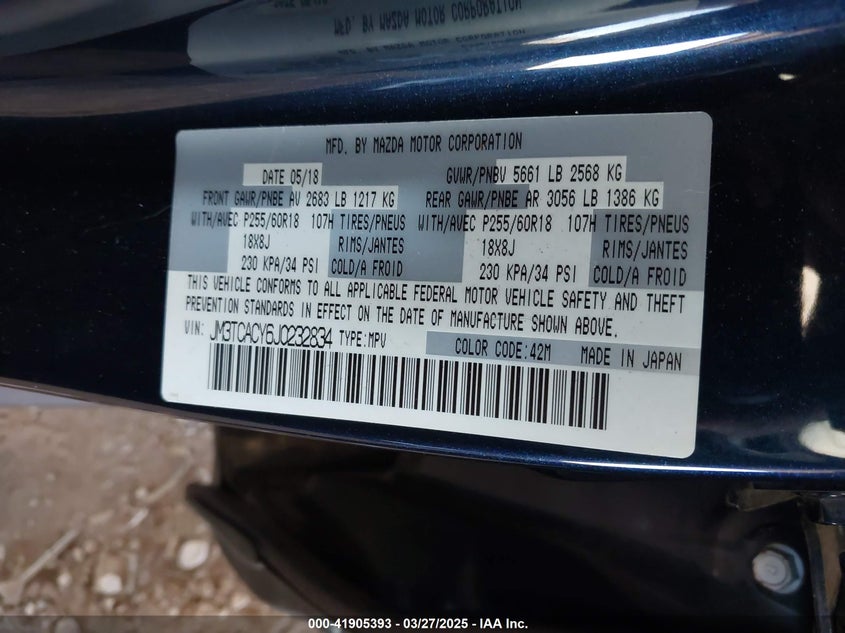 MFD. BY MAZDA MOTOR CORPORATION
DATE 05/18 GVWR/PNBV 5661 LB 2568 KG
FRONT GAWR/PNBE AV 2683 LB 1217 KG REAR GAWR/PNBE AR 3056 LB 1386 KG
WITH/AVEC P255/60R18 107H TIRES/PNEUS WITH/AVEC P255/60R18 107H TIRES/PNEUS
18X8J RIMS/JANTES 18X8J RIMS/JANTES
230 KPA/34 PSI COLD/A FROID 230 KPA/34 PSI COLD/A FROID
THIS VEHICLE CONFORMS TO ALL APPLICABLE FEDERAL MOTOR VEHICLE SAFETY AND THEFT
PREVENTION STANDARDS IN EFFECT ON THE DATE OF MANUFACTURE SHOWN ABOVE.
VIN: JM3TCACY6J0232834 TYPE:MPV COLOR CODE:42M MADE IN JAPAN
000-41905393 - 03/27/2025 - IAA Inc.